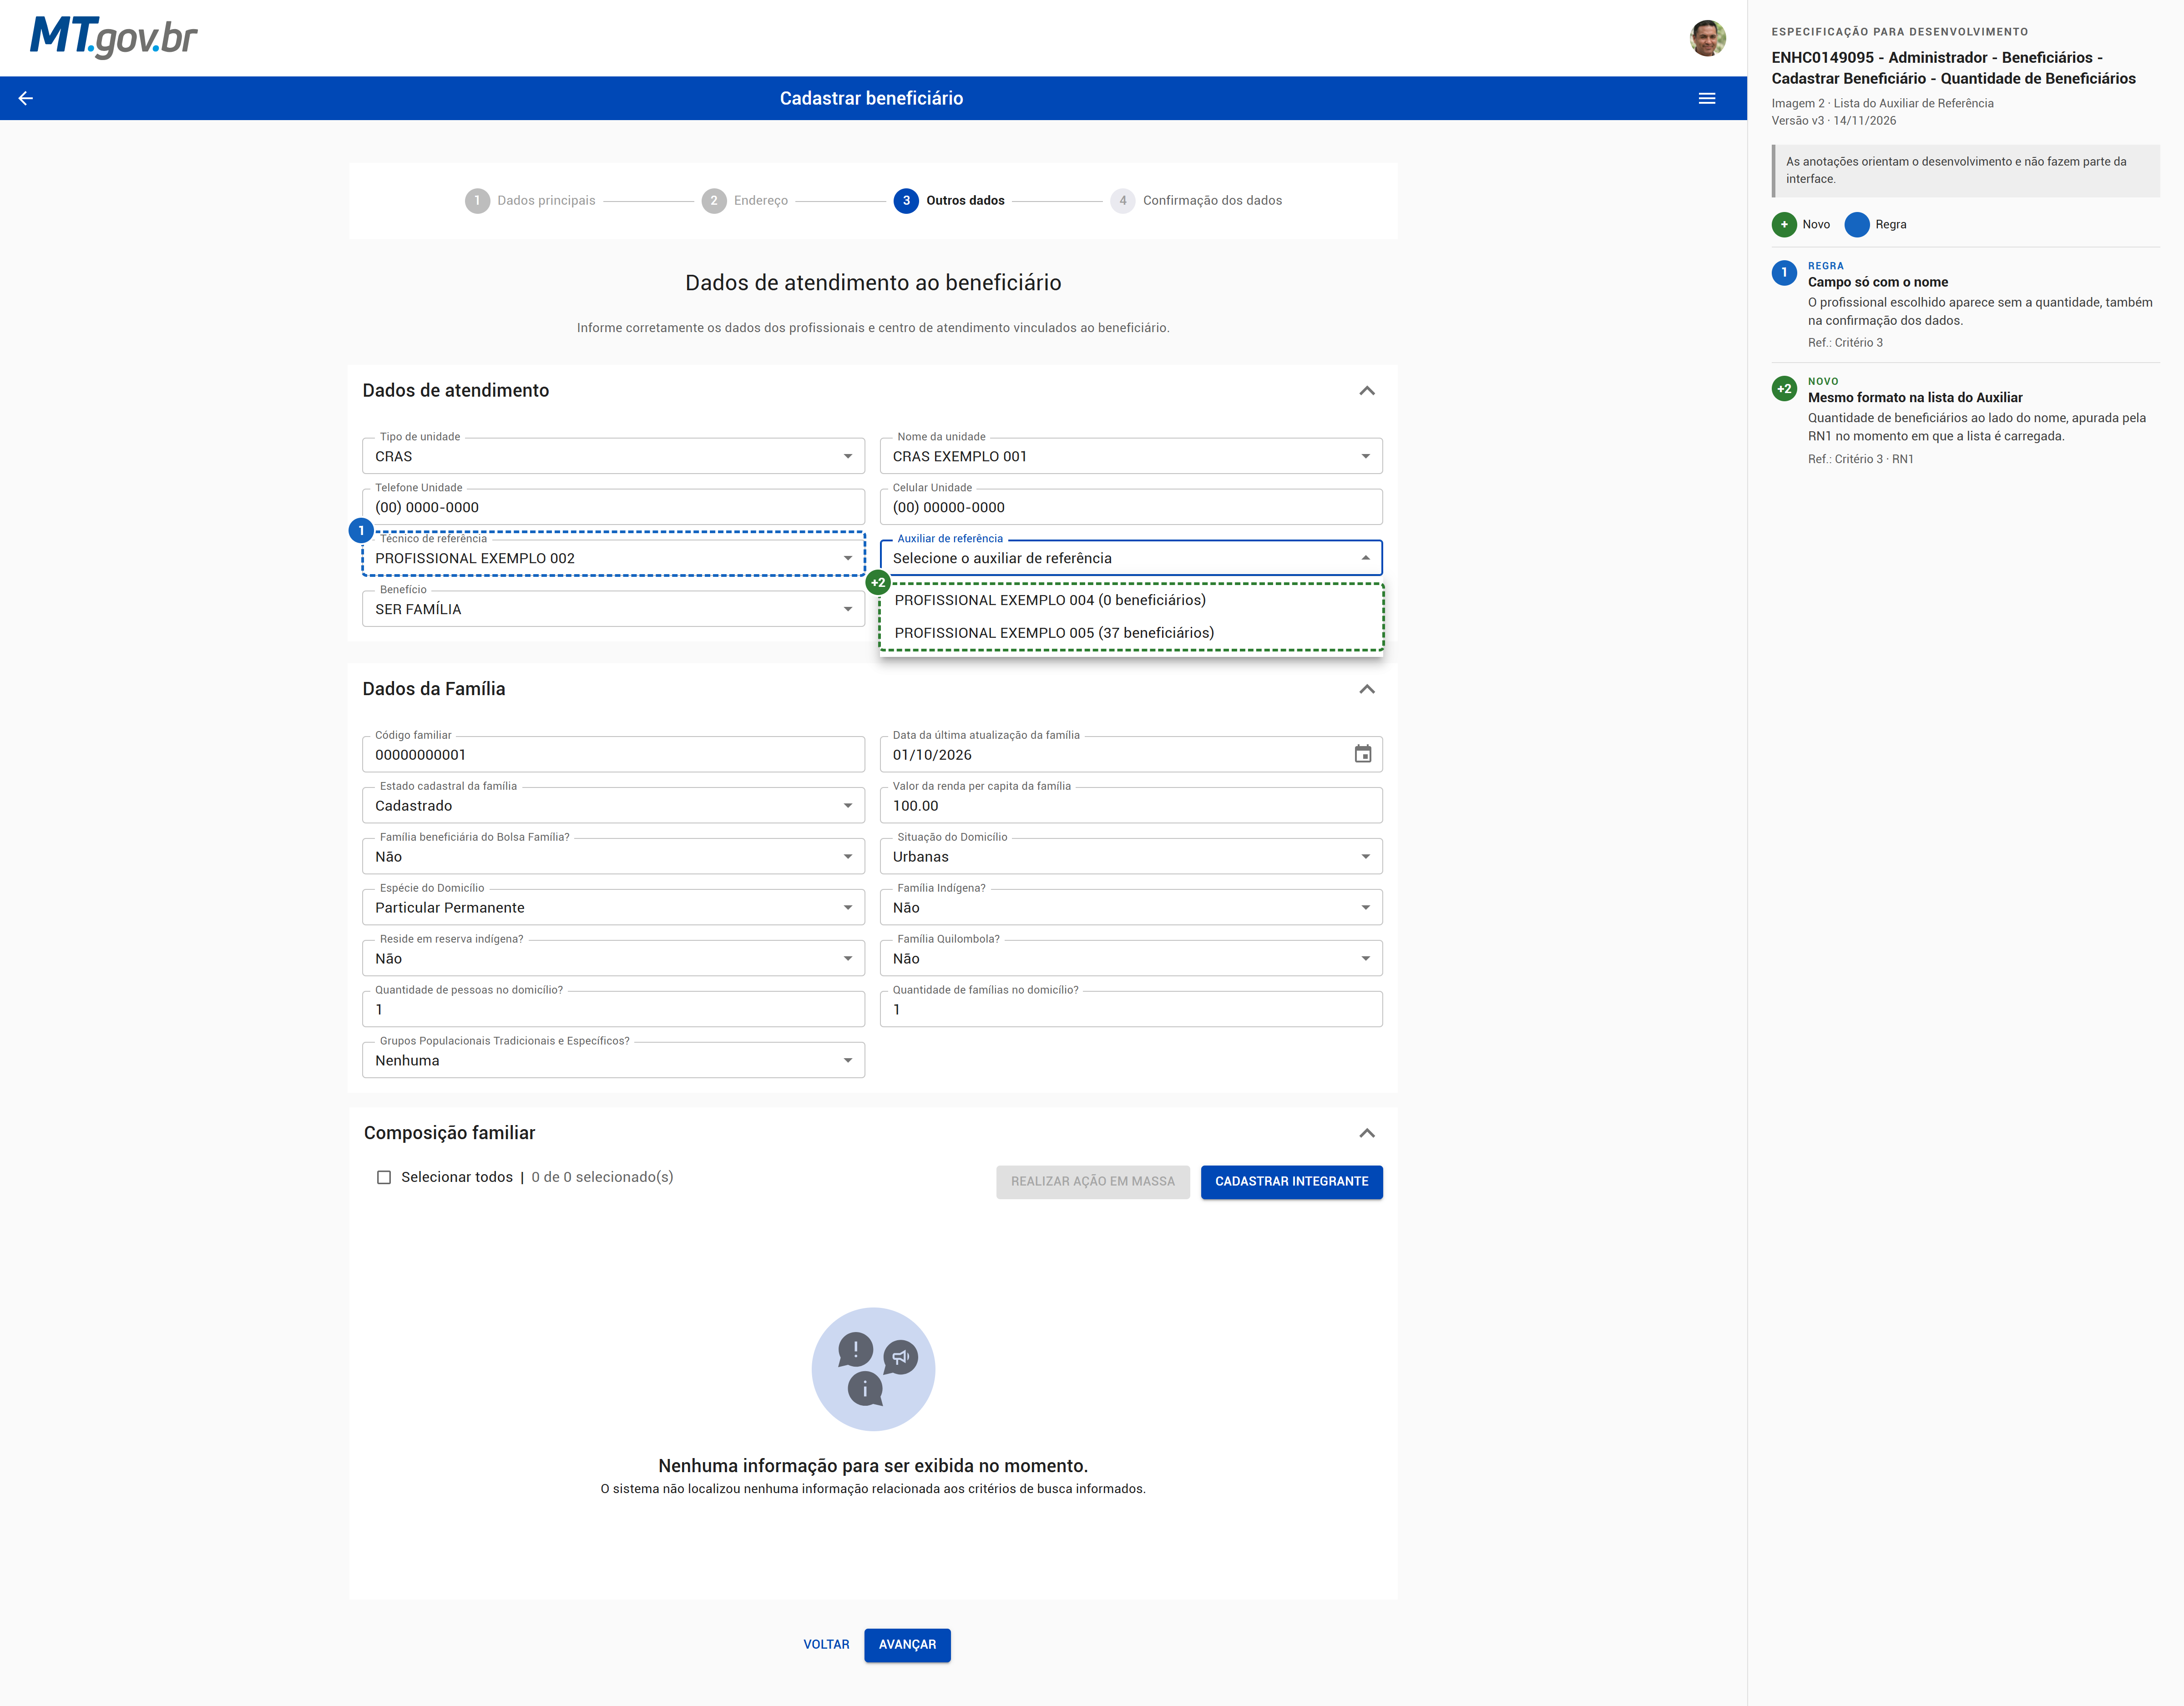 MT.gov.br
Cadastrar beneficiário
1 Dados principais
2 Endereço
3 Outros dados
4 Confirmação dos dados
Dados de atendimento ao beneficiário
Informe corretamente os dados dos profissionais e centro de atendimento vinculados ao beneficiário.
Dados de atendimento
Tipo de unidade
CRAS
Nome da unidade
CRAS EXEMPLO 001
Telefone Unidade
(00) 0000-0000
Celular Unidade
(00) 00000-0000
1
Técnico de referência
PROFISSIONAL EXEMPLO 002
Auxiliar de referência
Selecione o auxiliar de referência
+2
PROFISSIONAL EXEMPLO 004 (0 beneficiários)
PROFISSIONAL EXEMPLO 005 (37 beneficiários)
Benefício
SER FAMÍLIA
Dados da Família
Código familiar
00000000001
Data da última atualização da família
01/10/2026
Estado cadastral da família
Cadastrado
Valor da renda per capita da família
100.00
Família beneficiária do Bolsa Família?
Não
Situação do Domicílio
Urbanas
Espécie do Domicílio
Particular Permanente
Família Indígena?
Não
Reside em reserva indígena?
Não
Família Quilombola?
Não
Quantidade de pessoas no domicílio?
1
Quantidade de famílias no domicílio?
1
Grupos Populacionais Tradicionais e Específicos?
Nenhuma
Composição familiar
Selecionar todos | 0 de 0 selecionado(s)
REALIZAR AÇÃO EM MASSA
CADASTRAR INTEGRANTE
Nenhuma informação para ser exibida no momento.
O sistema não localizou nenhuma informação relacionada aos critérios de busca informados.
VOLTAR
AVANÇAR
ESPECIFICAÇÃO PARA DESENVOLVIMENTO
ENHC0149095 - Administrador - Beneficiários -
Cadastrar Beneficiário - Quantidade de Beneficiários
Imagem 2 · Lista do Auxiliar de Referência
Versão v3 · 14/11/2026
As anotações orientam o desenvolvimento e não fazem parte da
interface.
+ Novo
Regra
1
REGRA
Campo só com o nome
O profissional escolhido aparece sem a quantidade, também
na confirmação dos dados.
Ref.: Critério 3
+2
NOVO
Mesmo formato na lista do Auxiliar
Quantidade de beneficiários ao lado do nome, apurada pela
RN1 no momento em que a lista é carregada.
Ref.: Critério 3 · RN1